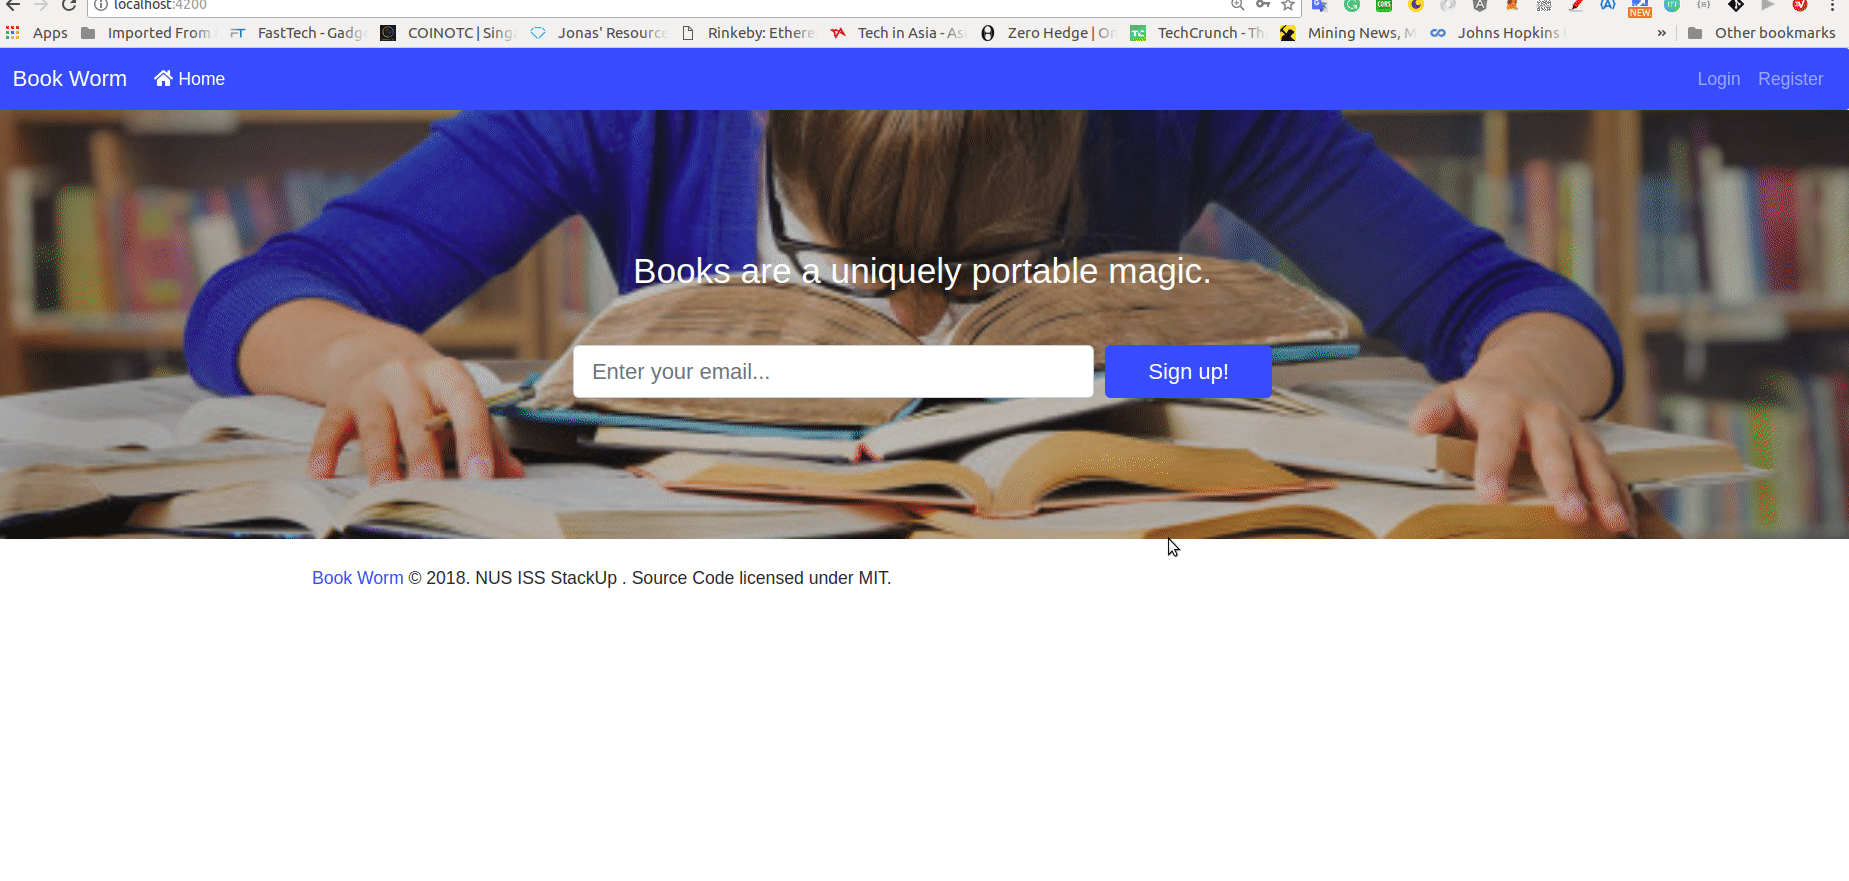 localhost:4200
Apps Imported From FastTech - Gadg COINOTC | Sing Jonas' Resource Rinkeby: Ethere Tech in Asia - As Zero Hedge | On TechCrunch - Th Mining News, M Johns Hopkins » Other bookmarks
NEW
Book Worm Home Login Register
Books are a uniquely portable magic.
Enter your email... Sign up!
Book Worm © 2018. NUS ISS StackUp . Source Code licensed under MIT.